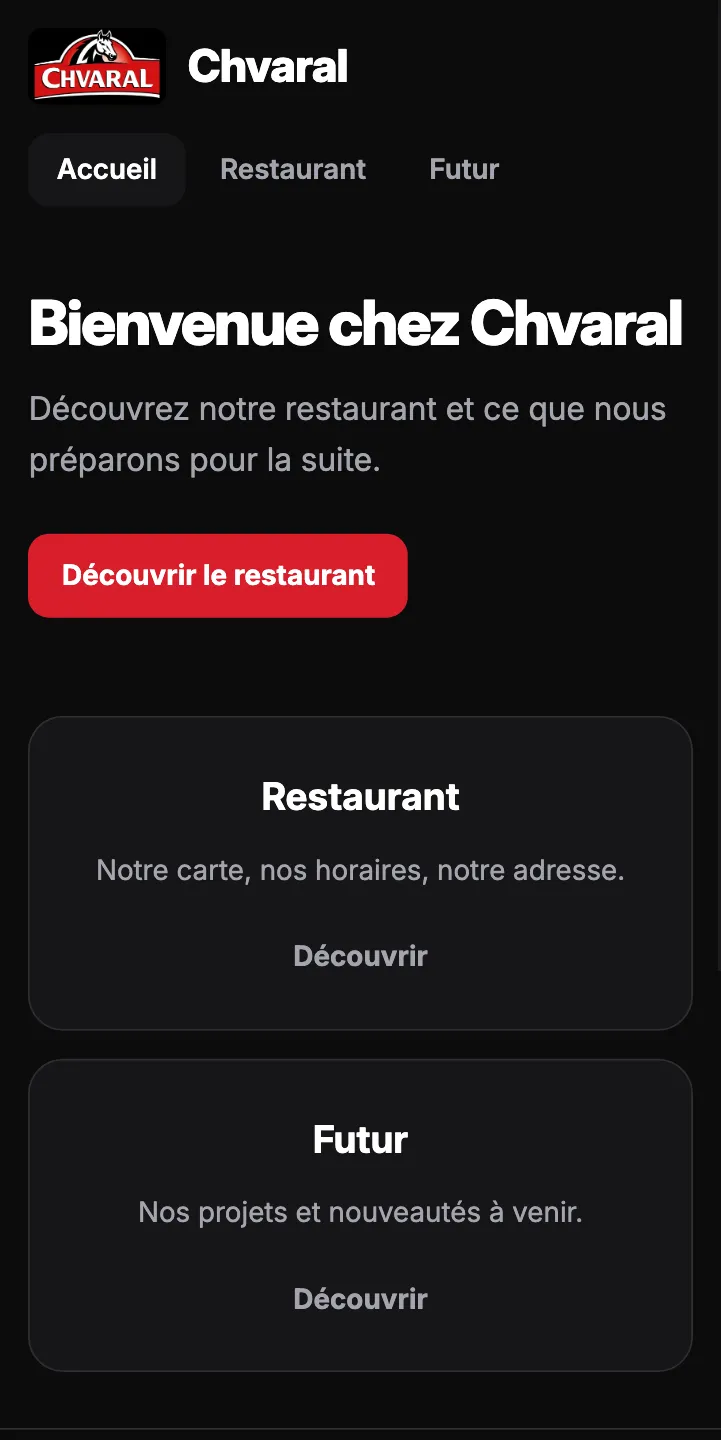 CHVARAL
Chvaral
Accueil
Restaurant
Futur
Bienvenue chez Chvaral
Découvrez notre restaurant et ce que nous
préparons pour la suite.
Découvrir le restaurant
Restaurant
Notre carte, nos horaires, notre adresse.
Découvrir
Futur
Nos projets et nouveautés à venir.
Découvrir